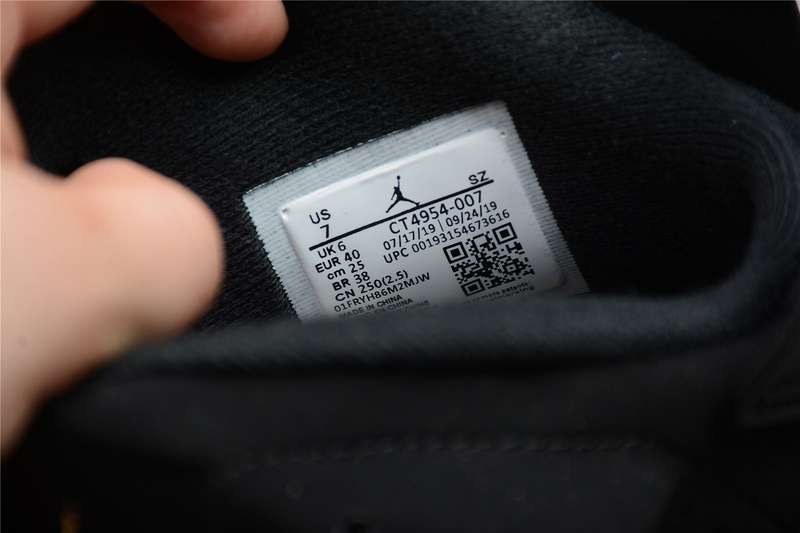 US
7
SZ
UK 6
EUR 40
cm 25
BR 38
CN 250(2.5)
CT4954-007
07/17/19 | 09/24/19
UPC 00193154673616
01FRYH86M2MJW
MADE IN CHINA